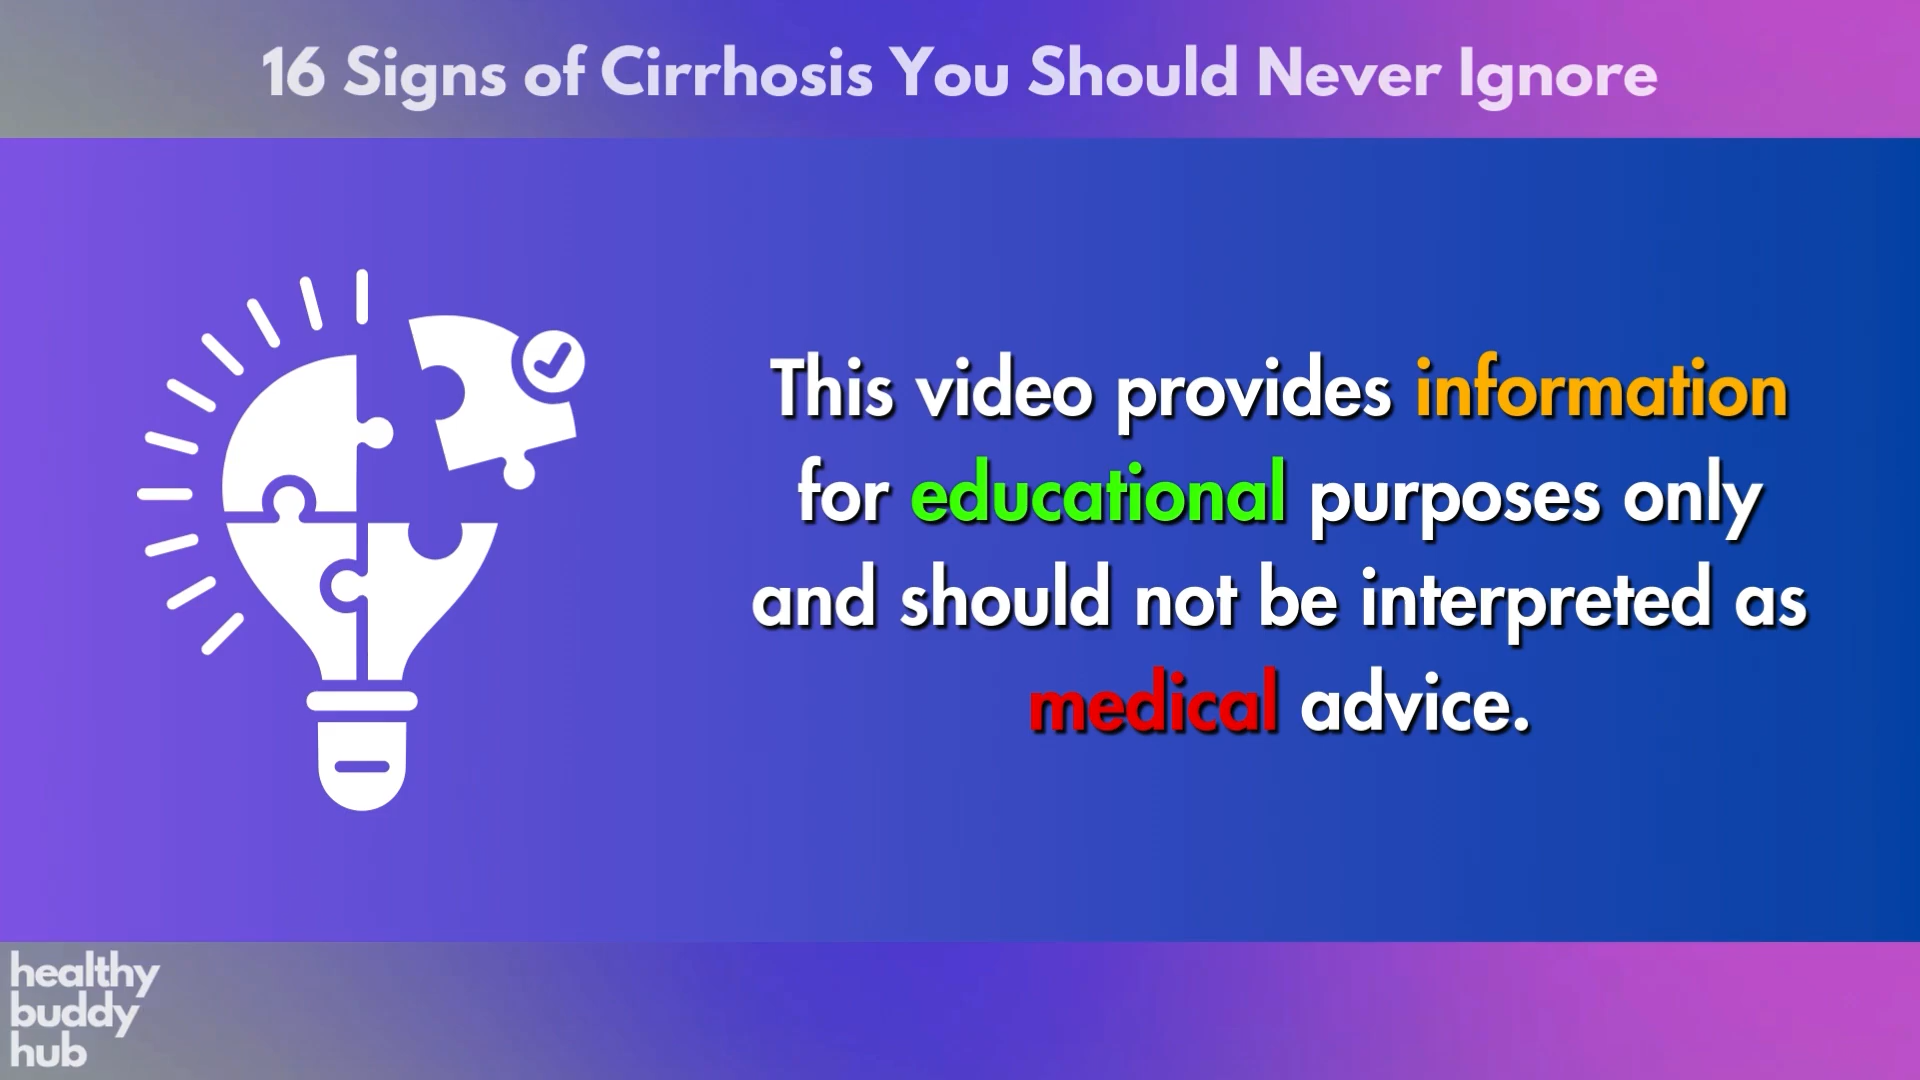 16 Signs of Cirrhosis You Should Never Ignore
This video provides information
for educational purposes only
and should not be interpreted as
medical advice.
healthy
buddy
hub